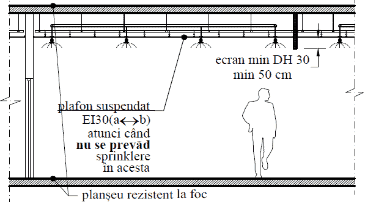 ecran min DH 30
min 50 cm
plafon suspendat
EI30(a↔b)
atunci când
nu se prevăd
sprinklere
in acesta
planșeu rezistent la foc